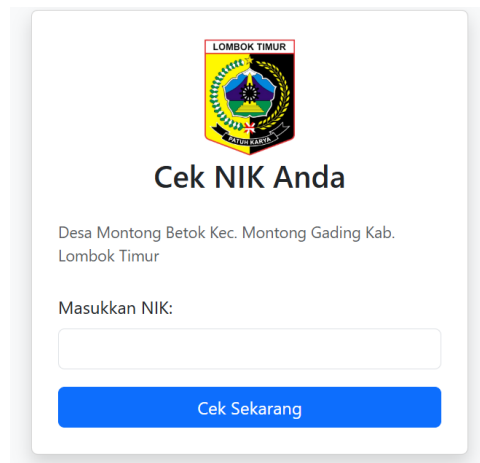 LOMBOK TIMUR
PATUH KARYA
Cek NIK Anda
Desa Montong Betok Kec. Montong Gading Kab.
Lombok Timur
Masukkan NIK:
Cek Sekarang